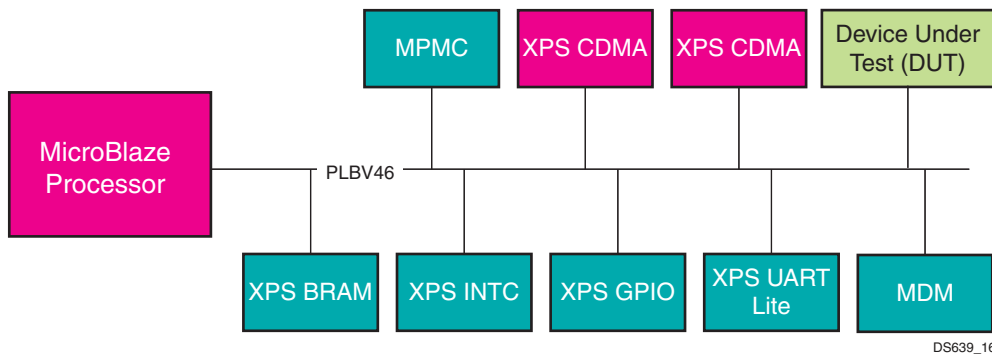 MPMC
XPS CDMA
XPS CDMA
Device Under
Test (DUT)
MicroBlaze
Processor
PLBV46
XPS BRAM
XPS INTC
XPS GPIO
XPS UART
Lite
MDM
DS639_16